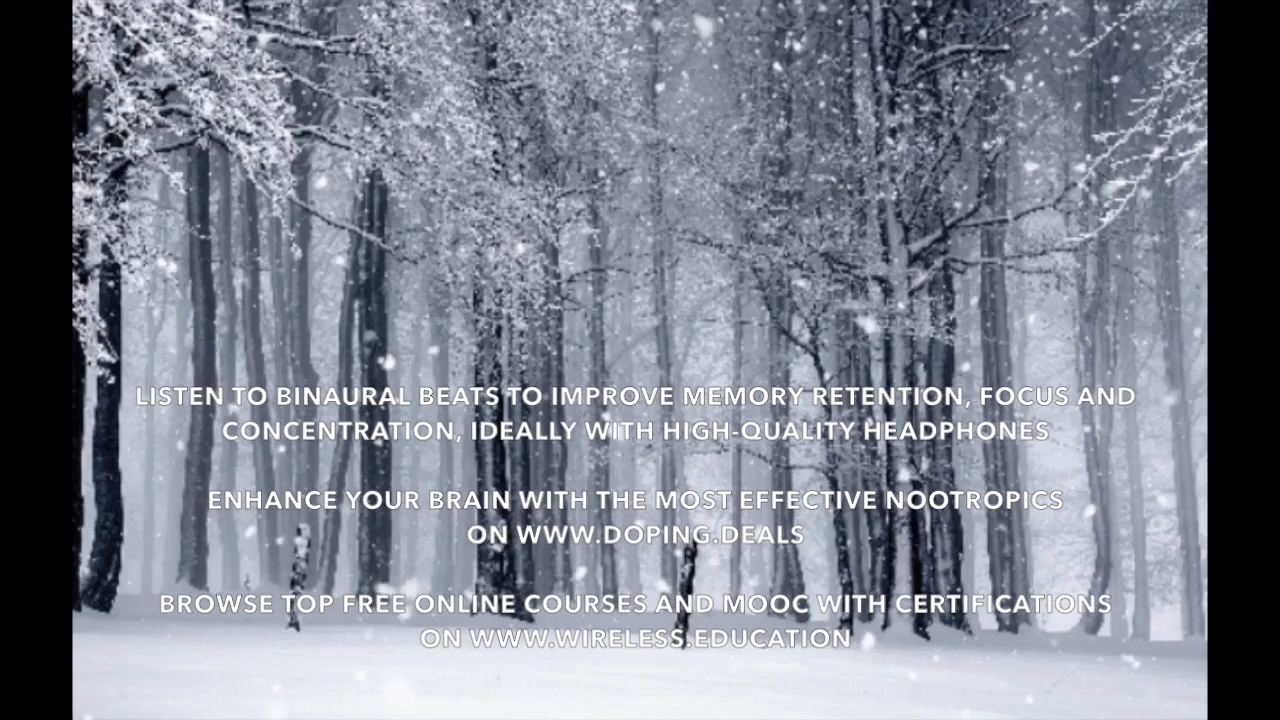 LISTEN TO BINAURAL BEATS TO IMPROVE MEMORY RETENTION, FOCUS AND
CONCENTRATION, IDEALLY WITH HIGH-QUALITY HEADPHONES
ENHANCE YOUR BRAIN WITH THE MOST EFFECTIVE NOOTROPICS
ON WWW.DOPING.DEALS
BROWSE TOP FREE ONLINE COURSES AND MOOC WITH CERTIFICATIONS
ON WWW.WIRELESS.EDUCATION